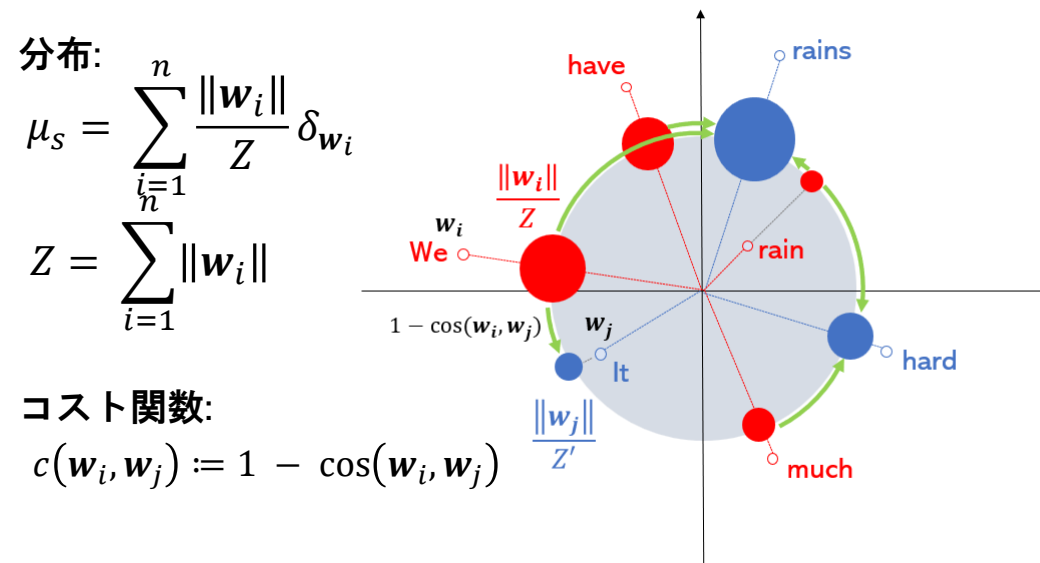 分布:
μ_s = ∑_{i=1}^{n} ‖w_i‖/Z δ_{w_i}
Z = ∑_{i=1}^{n} ‖w_i‖
コスト関数:
c(w_i, w_j) ≔ 1 − cos(w_i, w_j)
have
rains
‖w_i‖/Z
w_i
We
rain
1 − cos(w_i, w_j)
w_j
It
hard
‖w_j‖/Z′
much